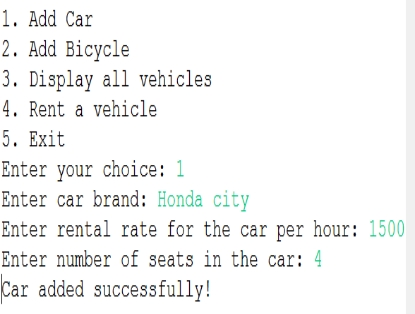 1. Add Car
2. Add Bicycle
3. Display all vehicles
4. Rent a vehicle
5. Exit
Enter your choice: 1
Enter car brand: Honda city
Enter rental rate for the car per hour: 1500
Enter number of seats in the car: 4
Car added successfully!